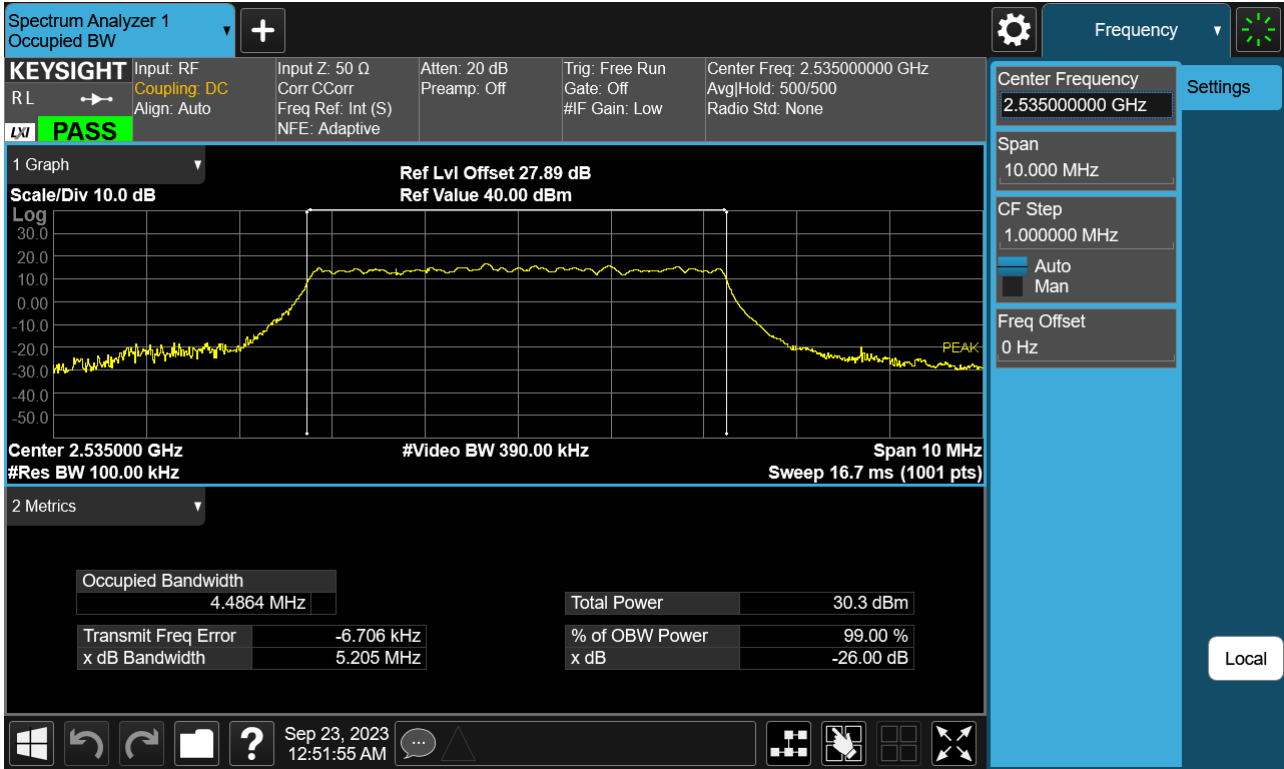 Spectrum Analyzer 1
Occupied BW
Frequency
KEYSIGHT
R L
LXI PASS
Input: RF
Coupling: DC
Align: Auto
Input Z: 50 Ω
Corr CCorr
Freq Ref: Int (S)
NFE: Adaptive
Atten: 20 dB
Preamp: Off
Trig: Free Run
Gate: Off
#IF Gain: Low
Center Freq: 2.535000000 GHz
Avg|Hold: 500/500
Radio Std: None
Center Frequency
2.535000000 GHz
Settings
Span
10.000 MHz
CF Step
1.000000 MHz
Auto
Man
Freq Offset
0 Hz
Local
1 Graph
Ref Lvl Offset 27.89 dB
Scale/Div 10.0 dB
Ref Value 40.00 dBm
Log
30.0
20.0
10.0
0.00
-10.0
-20.0
-30.0
-40.0
-50.0
PEAK
Center 2.535000 GHz
#Video BW 390.00 kHz
Span 10 MHz
#Res BW 100.00 kHz
Sweep 16.7 ms (1001 pts)
2 Metrics
Occupied Bandwidth
4.4864 MHz
Total Power 30.3 dBm
Transmit Freq Error -6.706 kHz
% of OBW Power 99.00 %
x dB Bandwidth 5.205 MHz
x dB -26.00 dB
Sep 23, 2023
12:51:55 AM